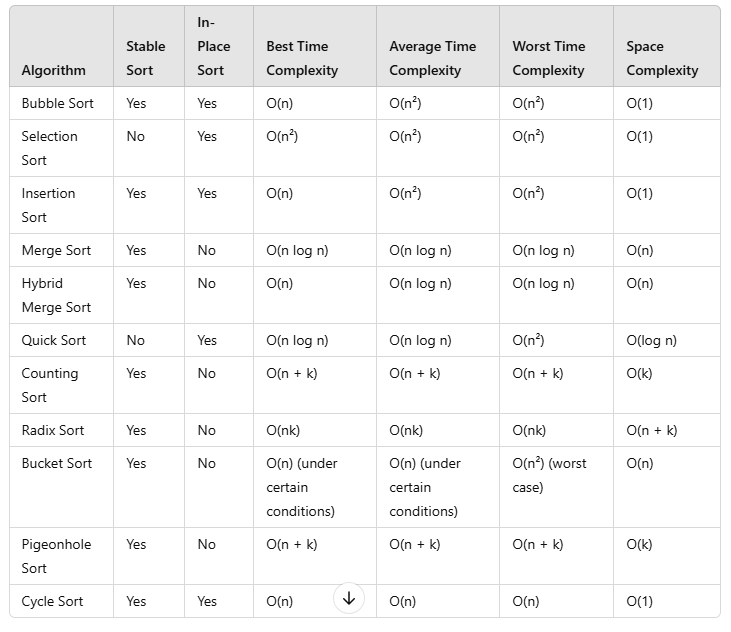 Algorithm Stable Sort In-Place Sort Best Time Complexity Average Time Complexity Worst Time Complexity Space Complexity
Bubble Sort Yes Yes O(n) O(n²) O(n²) O(1)
Selection Sort No Yes O(n²) O(n²) O(n²) O(1)
Insertion Sort Yes Yes O(n) O(n²) O(n²) O(1)
Merge Sort Yes No O(n log n) O(n log n) O(n log n) O(n)
Hybrid Merge Sort Yes No O(n) O(n log n) O(n log n) O(n)
Quick Sort No Yes O(n log n) O(n log n) O(n²) O(log n)
Counting Sort Yes No O(n + k) O(n + k) O(n + k) O(k)
Radix Sort Yes No O(nk) O(nk) O(nk) O(n + k)
Bucket Sort Yes No O(n) (under certain conditions) O(n) (under certain conditions) O(n²) (worst case) O(n)
Pigeonhole Sort Yes No O(n + k) O(n + k) O(n + k) O(k)
Cycle Sort Yes Yes O(n) O(n) O(n) O(1)